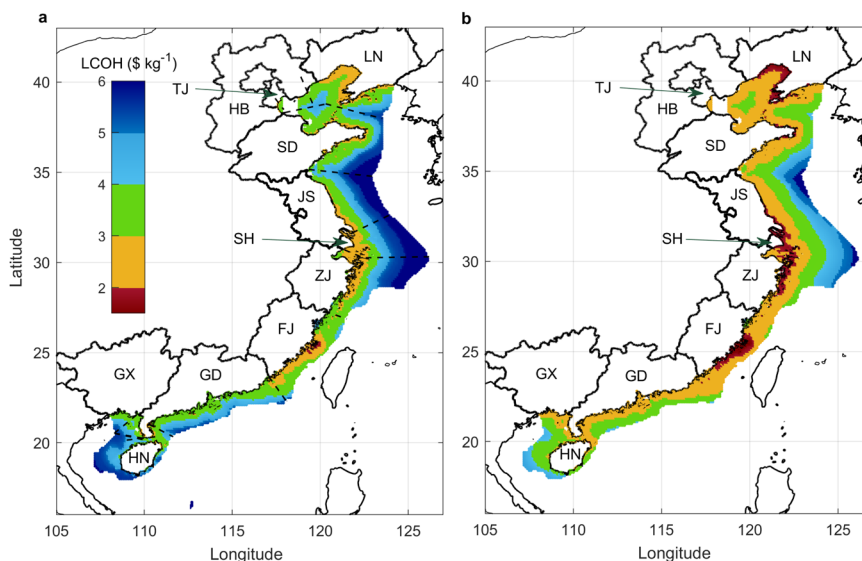 a
LCOH ($ kg-1)
6
5
4
3
2
TJ
HB
LN
SD
JS
SH
ZJ
FJ
GX
GD
HN
40
35
30
25
20
Latitude
105
110
115
120
125
Longitude
b
TJ
HB
LN
SD
JS
SH
ZJ
FJ
GX
GD
HN
40
35
30
25
20
105
110
115
120
125
Longitude